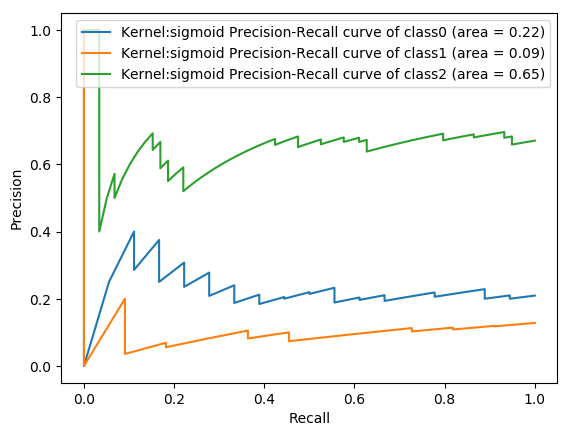 Kernel:sigmoid Precision-Recall curve of class0 (area = 0.22)
Kernel:sigmoid Precision-Recall curve of class1 (area = 0.09)
Kernel:sigmoid Precision-Recall curve of class2 (area = 0.65)
1.0
0.8
0.6
0.4
0.2
0.0
Precision
0.0 0.2 0.4 0.6 0.8 1.0
Recall